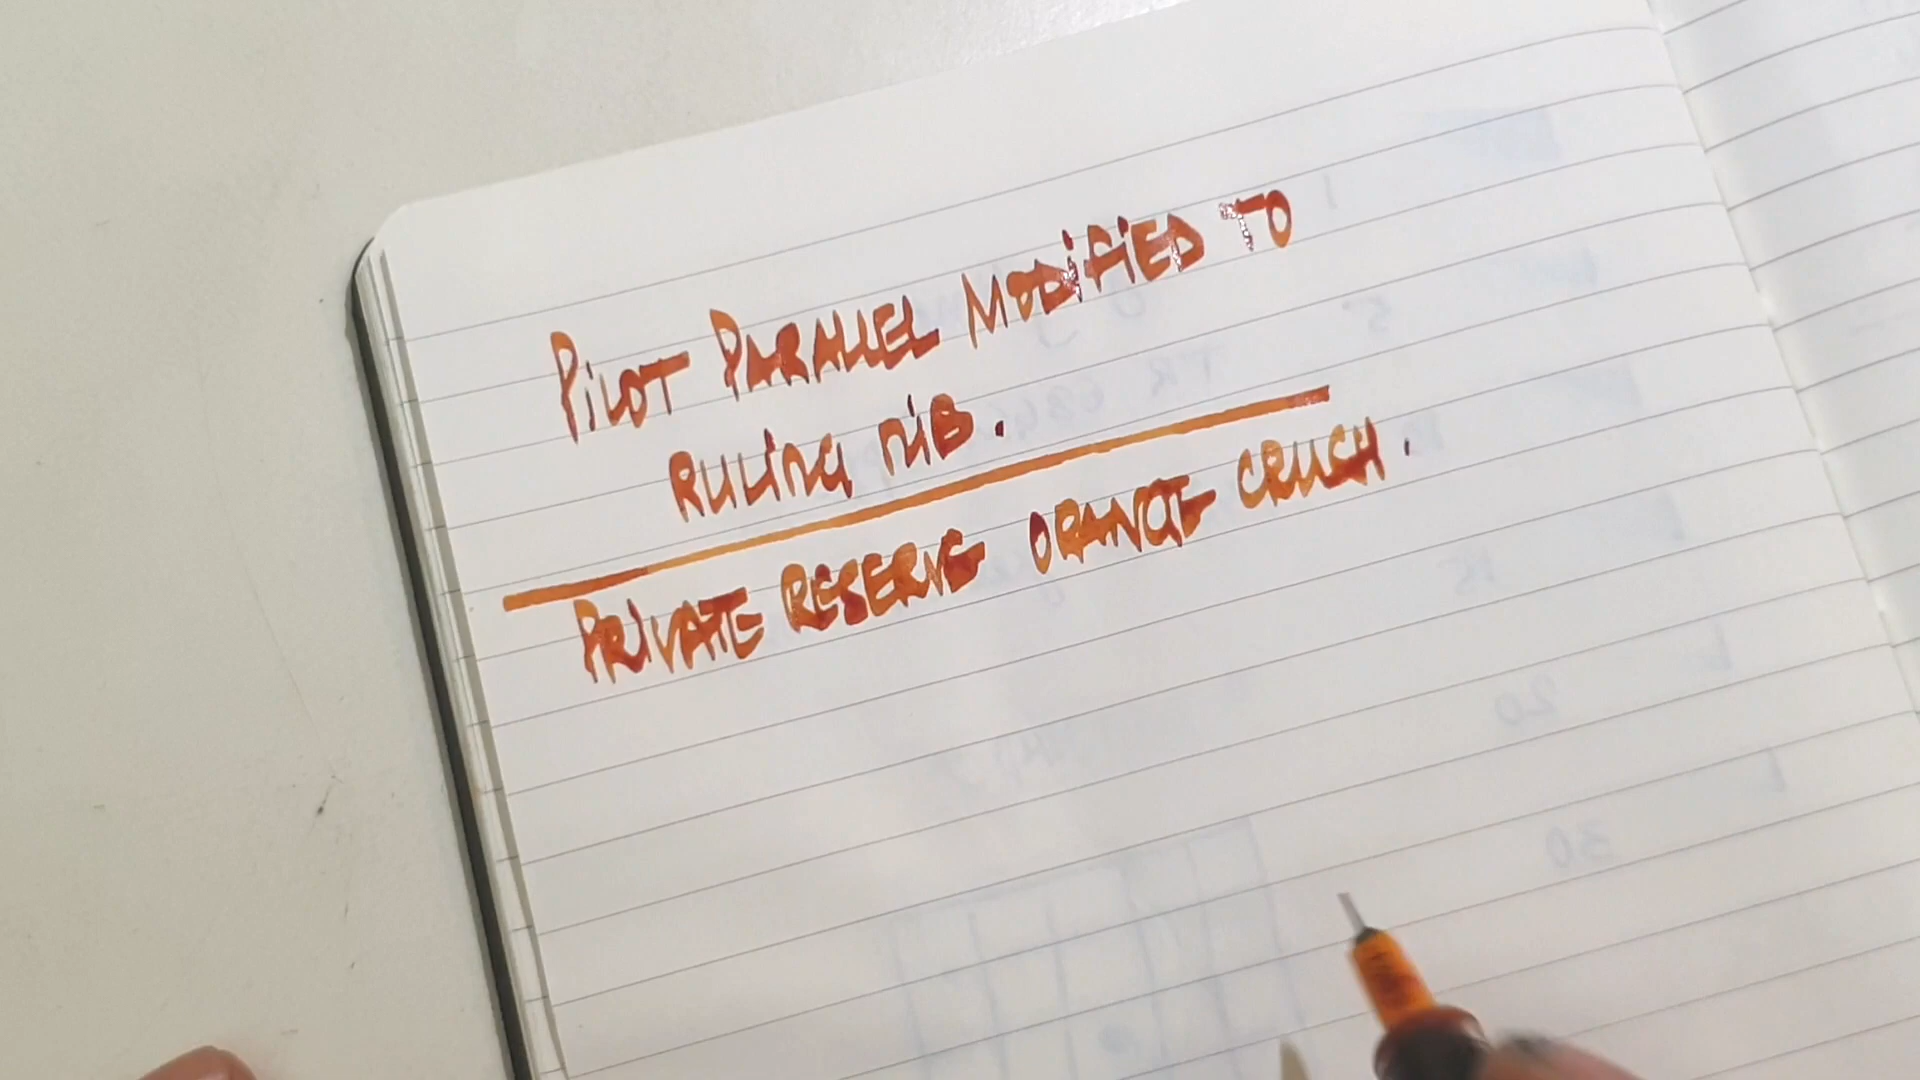 PiLOT PARALLEL MODiFiED TO
RULiNG NiB.
PRiVATE RESERVE ORANGE CRUSH.